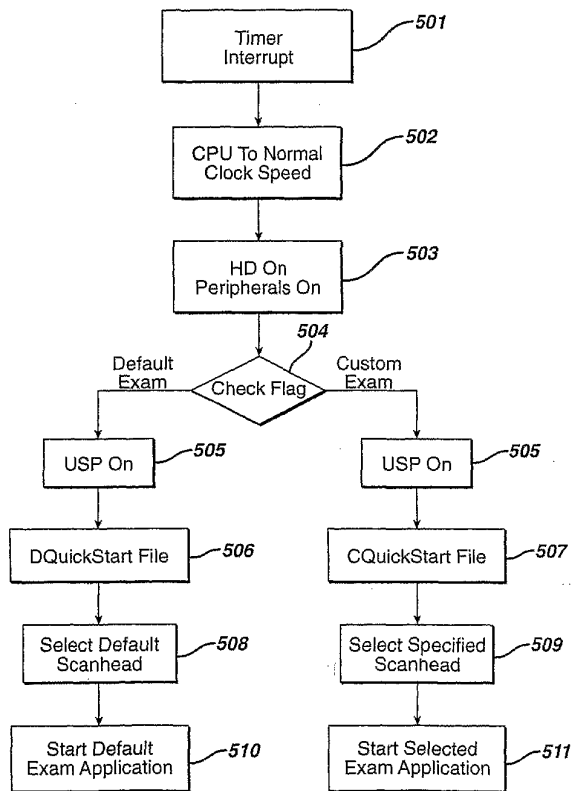 Timer
Interrupt
501
CPU To Normal
Clock Speed
502
HD On
Peripherals On
503
504
Default
Exam
Check Flag
Custom
Exam
USP On
505
USP On
505
DQuickStart File
506
CQuickStart File
507
Select Default
Scanhead
508
Select Specified
Scanhead
509
Start Default
Exam Application
510
Start Selected
Exam Application
511